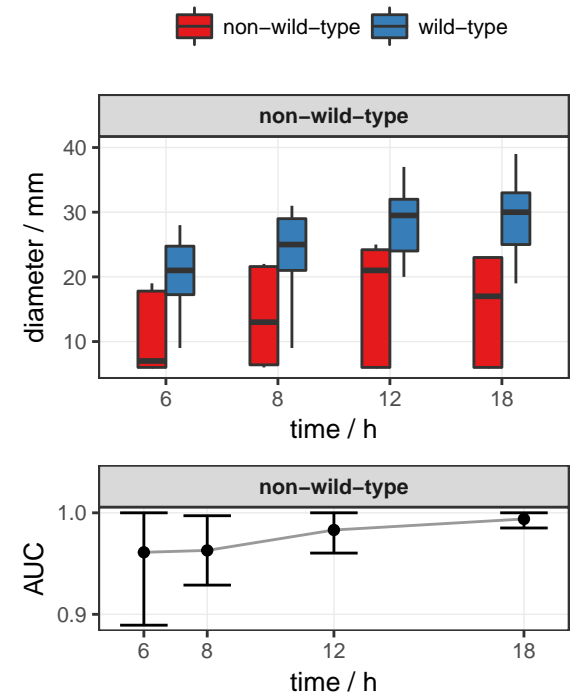 non−wild−type wild−type
non−wild−type
40
30
20
10
diameter / mm
6 8 12 18
time / h
non−wild−type
1.0
0.9
AUC
6 8 12 18
time / h